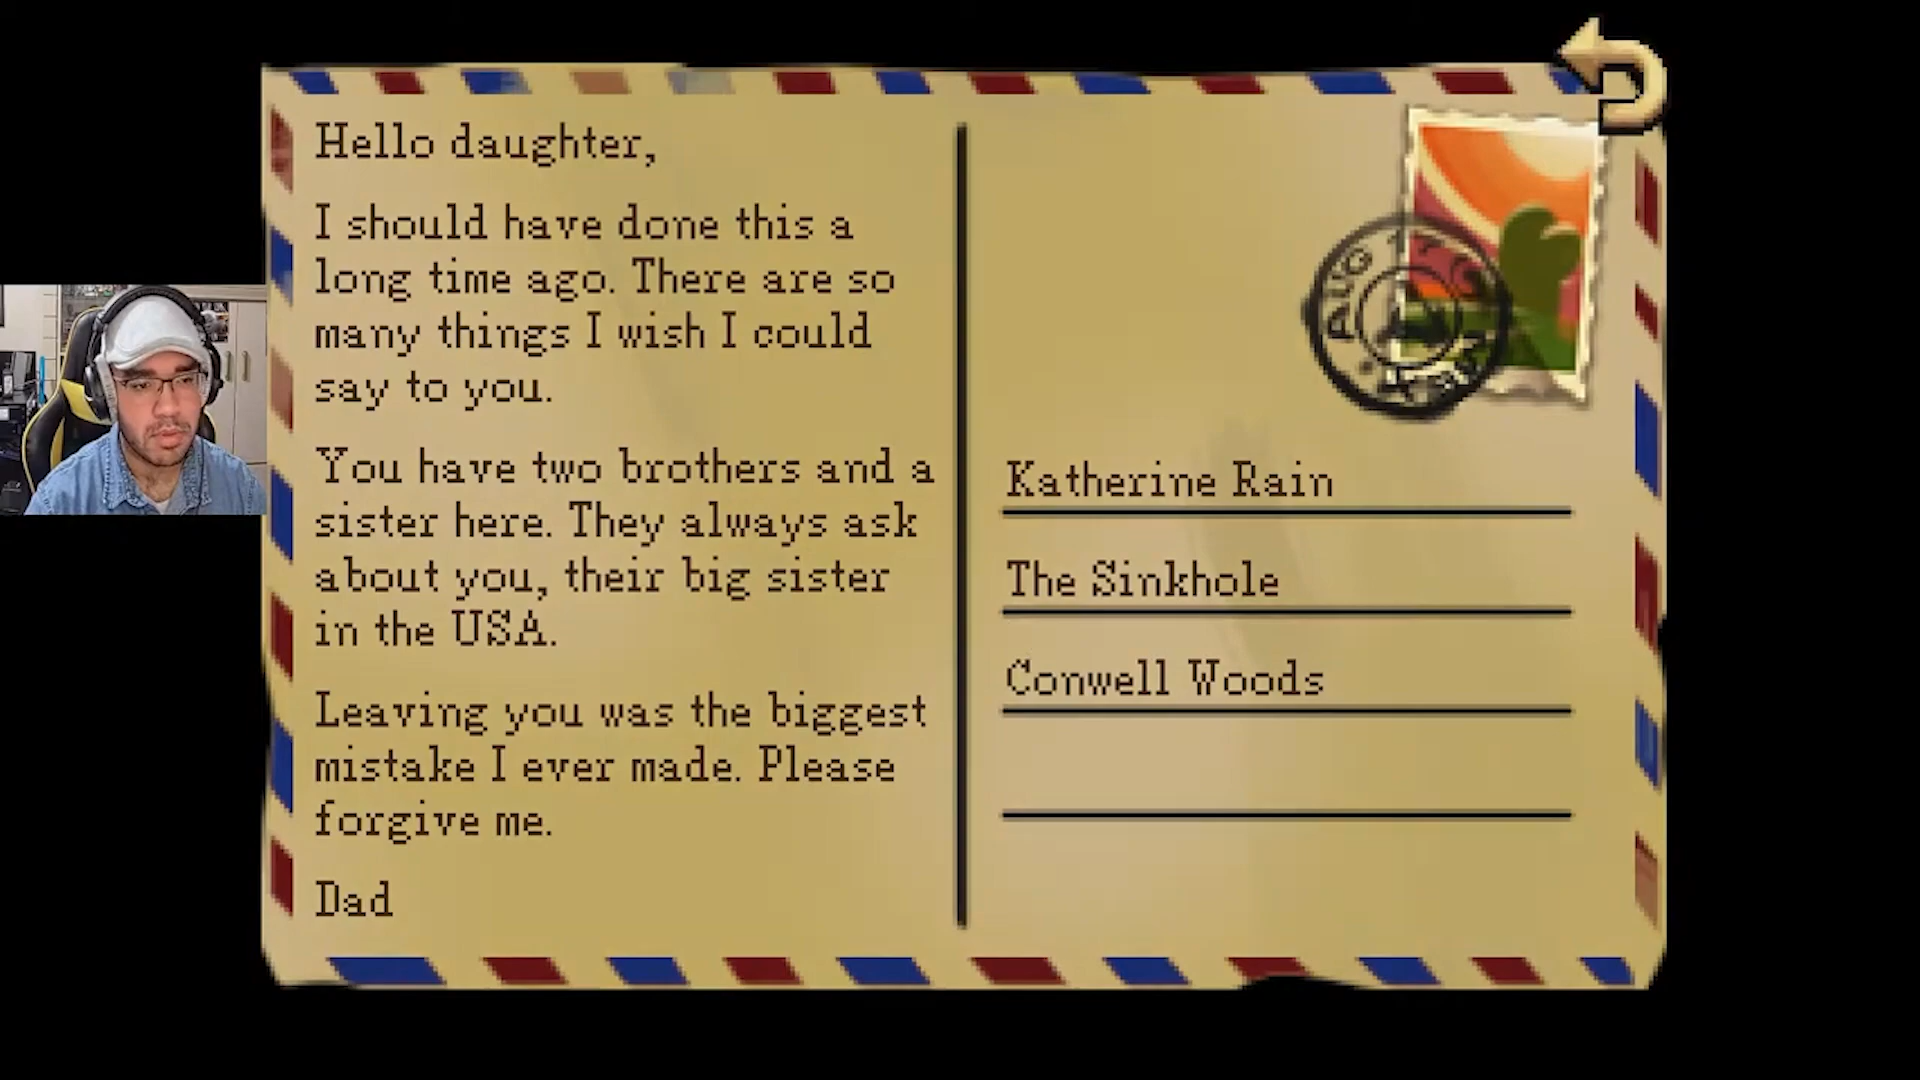 Hello daughter,
I should have done this a
long time ago. There are so
many things I wish I could
say to you.
You have two brothers and a
sister here. They always ask
about you, their big sister
in the USA.
Leaving you was the biggest
mistake I ever made. Please
forgive me.
Dad
AUG
Katherine Rain
The Sinkhole
Conwell Woods